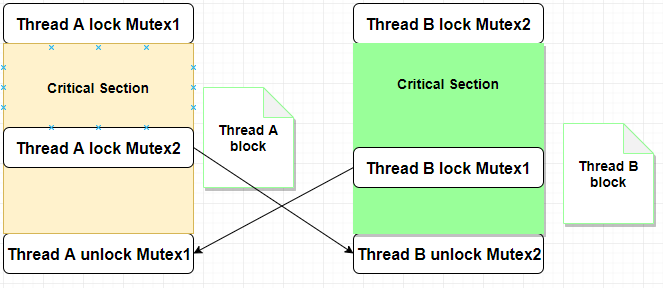 Thread A lock Mutex1
Critical Section
Thread A
block
Thread A lock Mutex2
Thread A unlock Mutex1
Thread B lock Mutex2
Critical Section
Thread B lock Mutex1
Thread B
block
Thread B unlock Mutex2